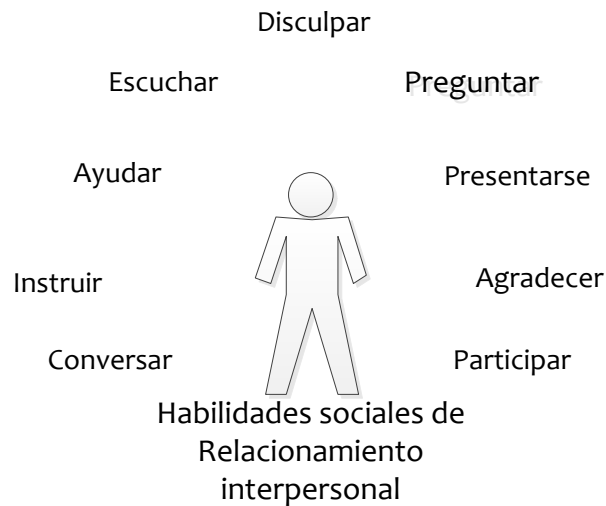 Disculpar
Escuchar
Preguntar
Ayudar
Presentarse
Instruir
Agradecer
Conversar
Participar
Habilidades sociales de
Relacionamiento
interpersonal